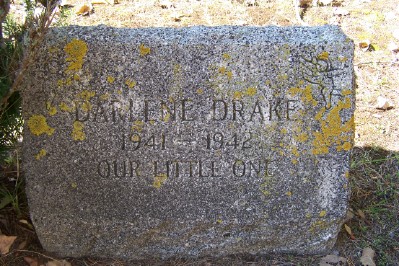 DARLENE DRAKE
1941 - 1942
OUR LITTLE ONE